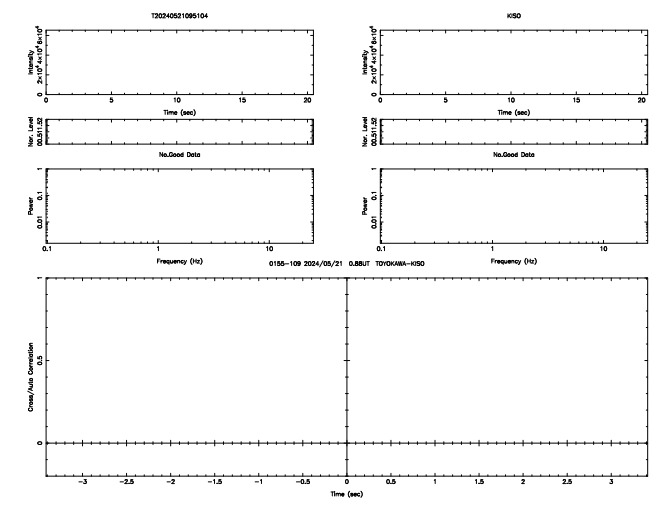 T20240521095104
KISO
Intensity
0
2×10⁴ 4×10⁴ 6×10⁴
0 5 10 15 20
Time (sec)
Intensity
0
2×10⁴ 4×10⁴ 6×10⁴
0 5 10 15 20
Time (sec)
Nor. Level
00.511.52
Nor. Level
00.511.52
No.Good Data
No.Good Data
Power
1
0.1
0.01
0.1 1 10
Frequency (Hz)
Power
1
0.1
0.01
0.1 1 10
Frequency (Hz)
0155-109 2024/05/21 0.88UT TOYOKAWA-KISO
Cross/Auto Correlation
1
0.5
0
-3 -2.5 -2 -1.5 -1 -0.5 0 0.5 1 1.5 2 2.5 3
Time (sec)